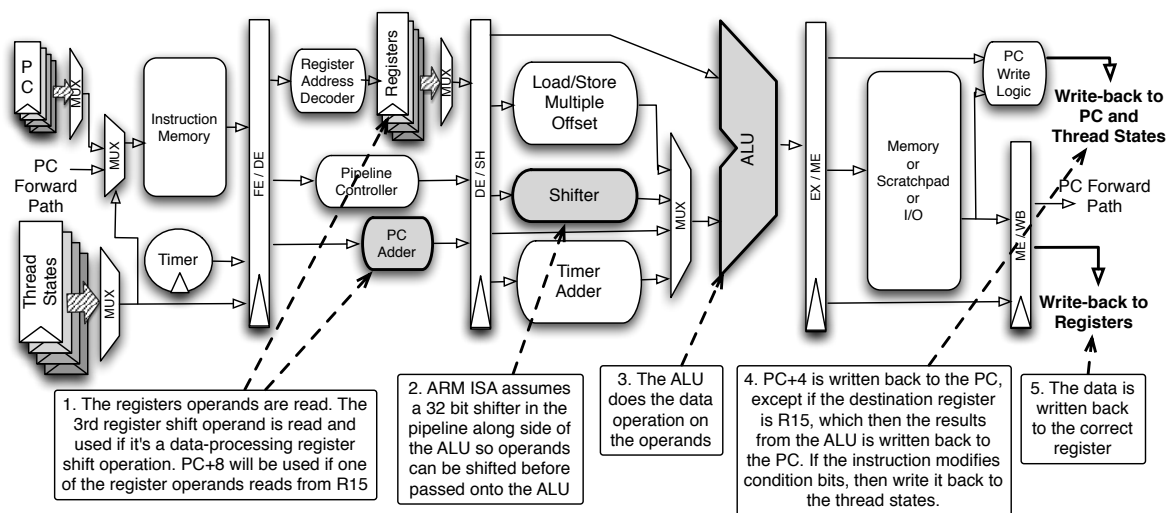 P
C
MUX
MUX
PC
Forward
Path
Thread
States
MUX
Instruction
Memory
Timer
FE / DE
Register
Address
Decoder
Pipeline
Controller
PC
Adder
Registers
MUX
DE / SH
Load/Store
Multiple
Offset
Shifter
Timer
Adder
MUX
ALU
EX / ME
Memory
or
Scratchpad
or
I/O
PC
Write
Logic
ME / WB
Write-back to
PC and
Thread States
PC Forward
Path
Write-back to
Registers
1. The registers operands are read. The
3rd register shift operand is read and
used if it's a data-processing register
shift operation. PC+8 will be used if one
of the register operands reads from R15
2. ARM ISA assumes
a 32 bit shifter in the
pipeline along side of
the ALU so operands
can be shifted before
passed onto the ALU
3. The ALU
does the data
operation on
the operands
4. PC+4 is written back to the PC,
except if the destination register
is R15, which then the results
from the ALU is written back to
the PC. If the instruction modifies
condition bits, then write it back to
the thread states.
5. The data is
written back
to the correct
register